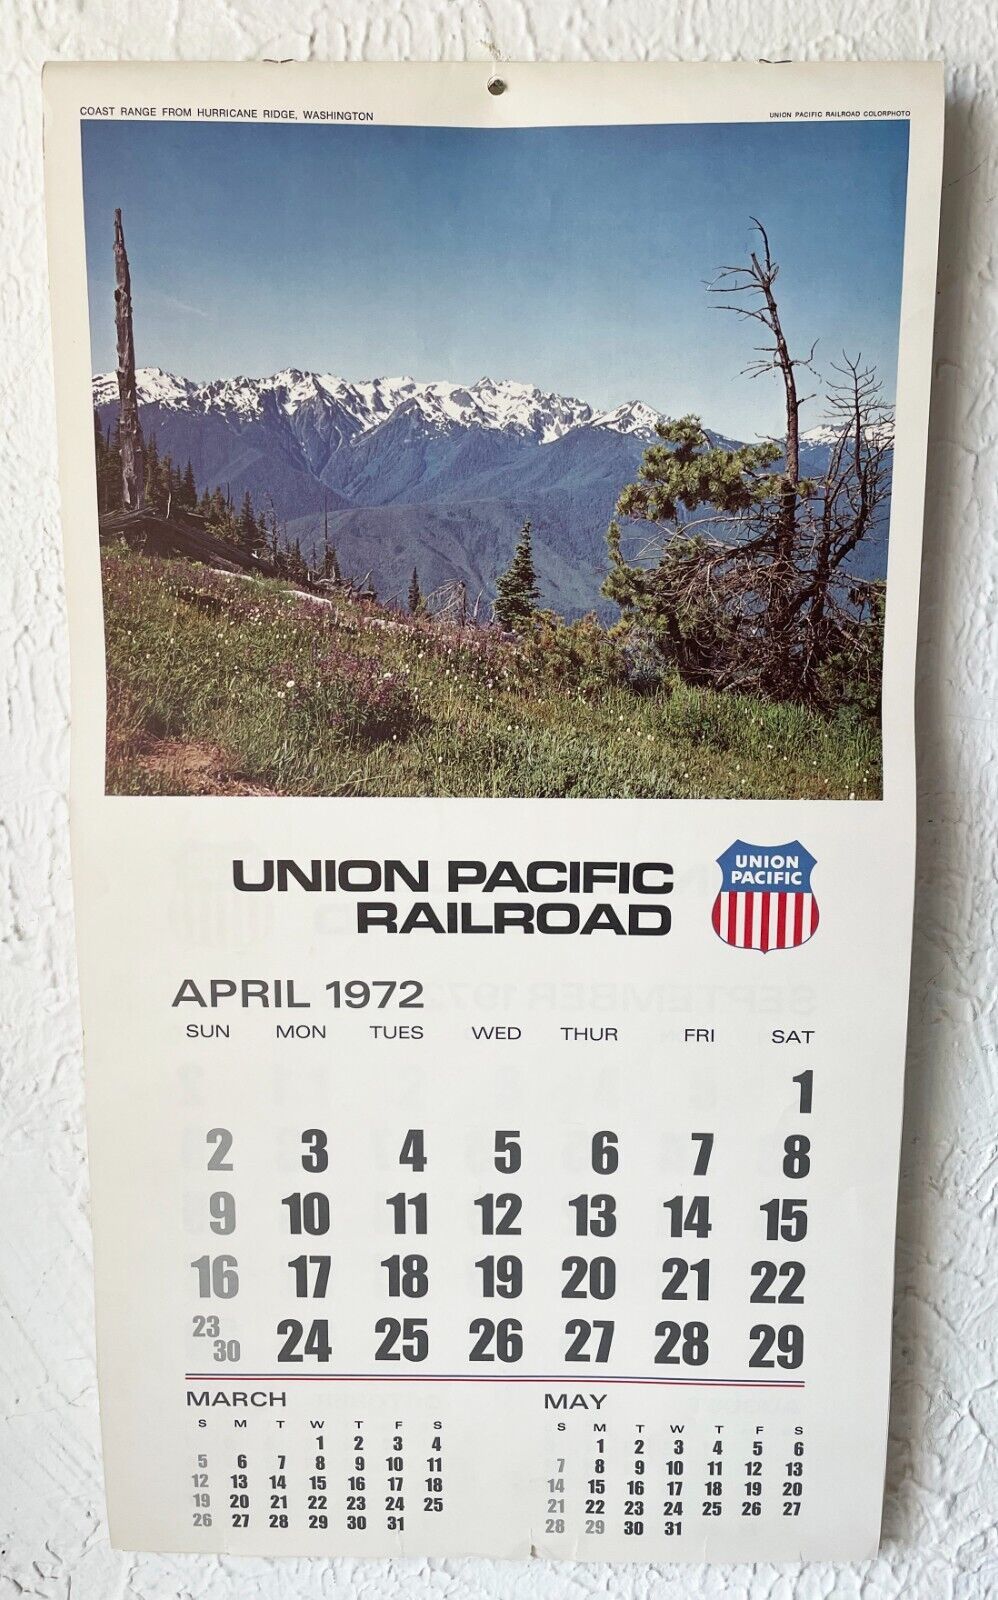 COAST RANGE FROM HURRICANE RIDGE, WASHINGTON
UNION PACIFIC RAILROAD COLORPHOTO
UNION PACIFIC
RAILROAD
UNION
PACIFIC
APRIL 1972
SUN MON TUES WED THUR FRI SAT
1
2 3 4 5 6 7 8
9 10 11 12 13 14 15
16 17 18 19 20 21 22
23 30 24 25 26 27 28 29
MARCH
S M T W T F S
1 2 3 4
5 6 7 8 9 10 11
12 13 14 15 16 17 18
19 20 21 22 23 24 25
26 27 28 29 30 31
MAY
S M T W T F S
1 2 3 4 5 6
7 8 9 10 11 12 13
14 15 16 17 18 19 20
21 22 23 24 25 26 27
28 29 30 31